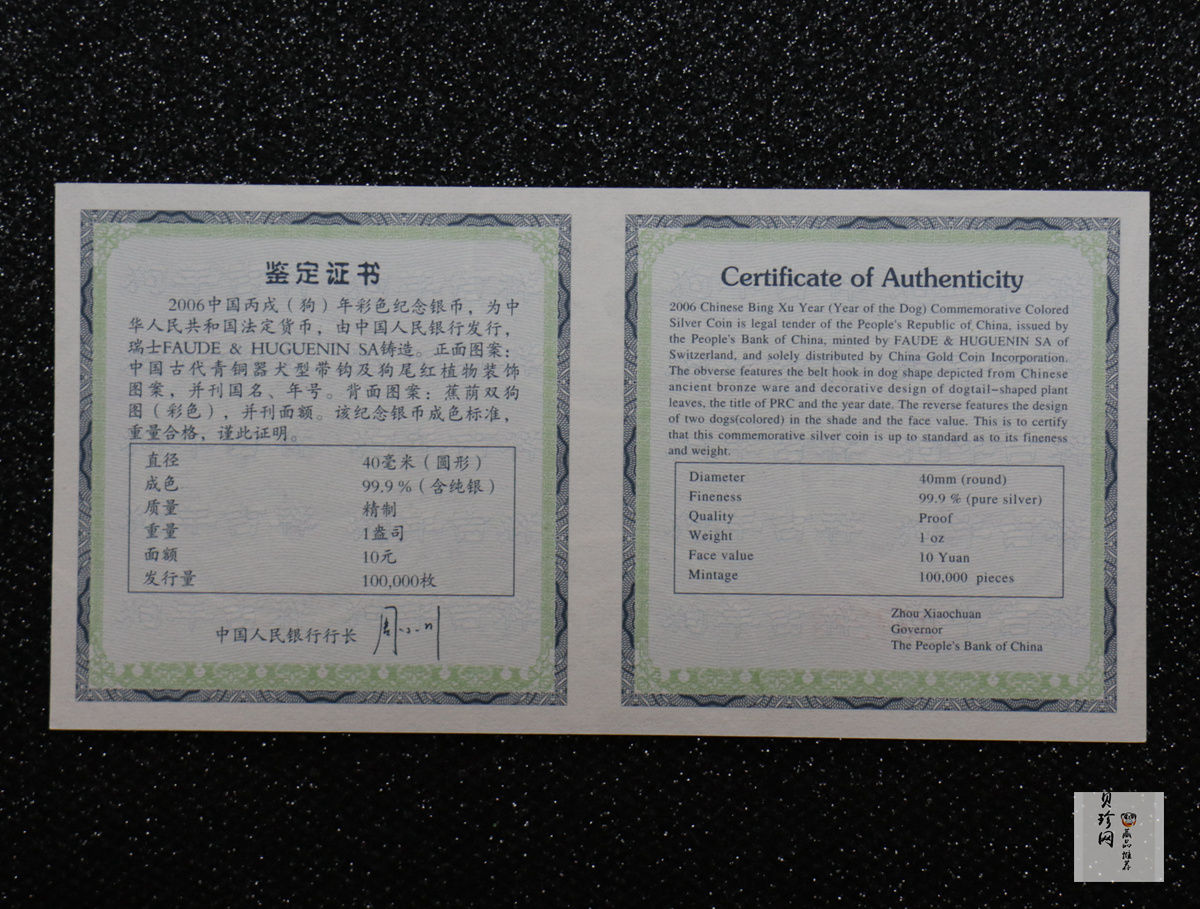 鉴定证书
2006中国丙戌（狗）年彩色纪念银币，为中
华人民共和国法定货币，由中国人民银行发行，
瑞士FAUDE & HUGUENIN SA铸造。正面图案：
中国古代青铜器犬型带钩及狗尾红植物装饰
图案，并刊国名、年号。背面图案：蕉荫双狗
图（彩色），并刊面额。该纪念银币成色标准，
重量合格，谨此证明。
直径 40毫米（圆形）
成色 99.9％（含纯银）
质量 精制
重量 1盎司
面额 10元
发行量 100,000枚
中国人民银行行长 周小川
Certificate of Authenticity
2006 Chinese Bing Xu Year (Year of the Dog) Commemorative Colored
Silver Coin is legal tender of the People's Republic of China, issued by
the People's Bank of China, minted by FAUDE & HUGUENIN SA of
Switzerland, and solely distributed by China Gold Coin Incorporation.
The obverse features the belt hook in dog shape depicted from Chinese
ancient bronze ware and decorative design of dogtail-shaped plant
leaves, the title of PRC and the year date. The reverse features the design
of two dogs(colored) in the shade and the face value. This is to certify
that this commemorative silver coin is up to standard as to its fineness
and weight.
Diameter 40mm (round)
Fineness 99.9 % (pure silver)
Quality Proof
Weight 1 oz
Face value 10 Yuan
Mintage 100,000 pieces
Zhou Xiaochuan
Governor
The People's Bank of China
贝珍网
藏品推荐